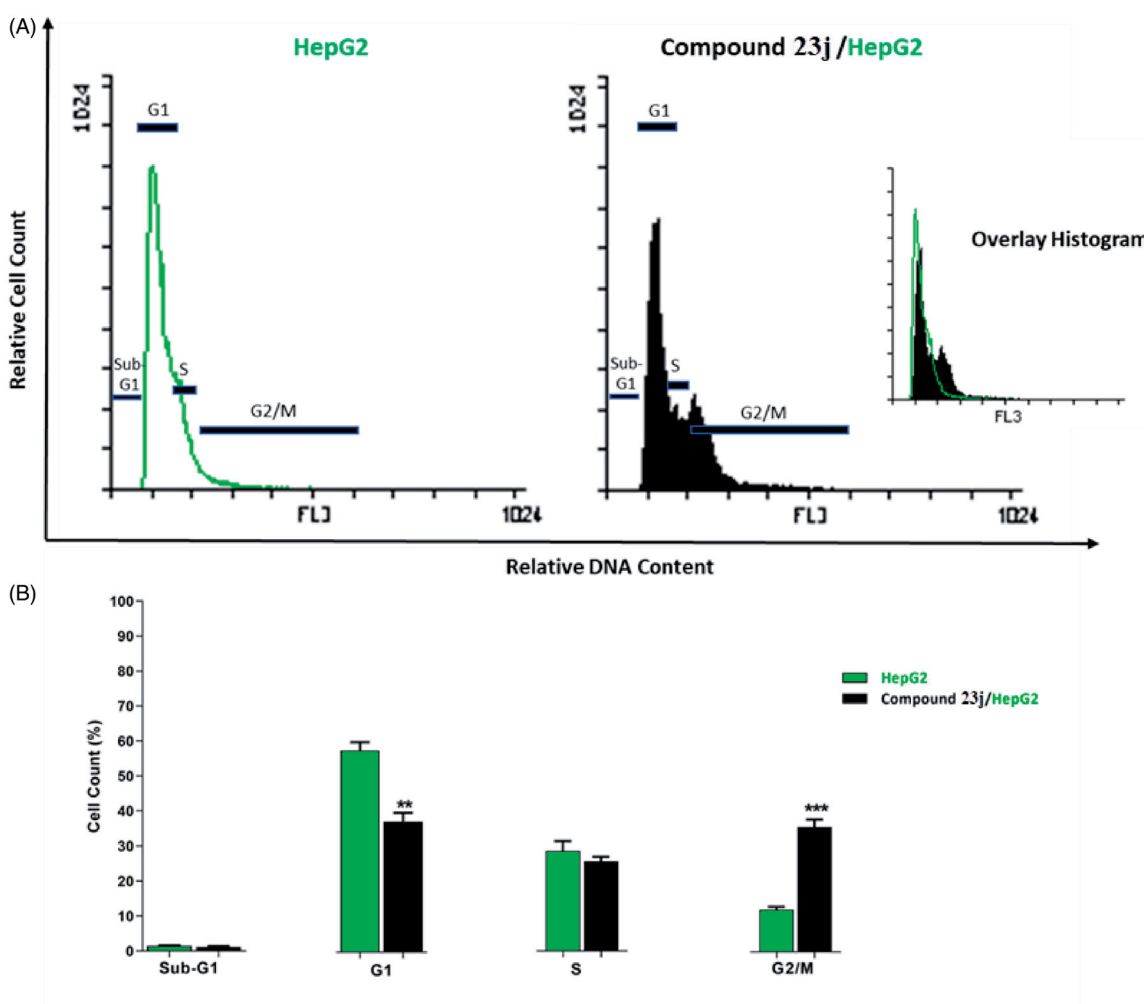 (A)
HepG2
Compound 23j /HepG2
1024
G1
Sub-
G1
S
G2/M
FL3
1024
1024
G1
Sub-
G1
S
G2/M
FL3
1024
Overlay Histogram
FL3
Relative Cell Count
Relative DNA Content
(B)
Cell Count (%)
100
90
80
70
60
50
40
30
20
10
0
**
***
HepG2
Compound 23j/HepG2
Sub-G1
G1
S
G2/M